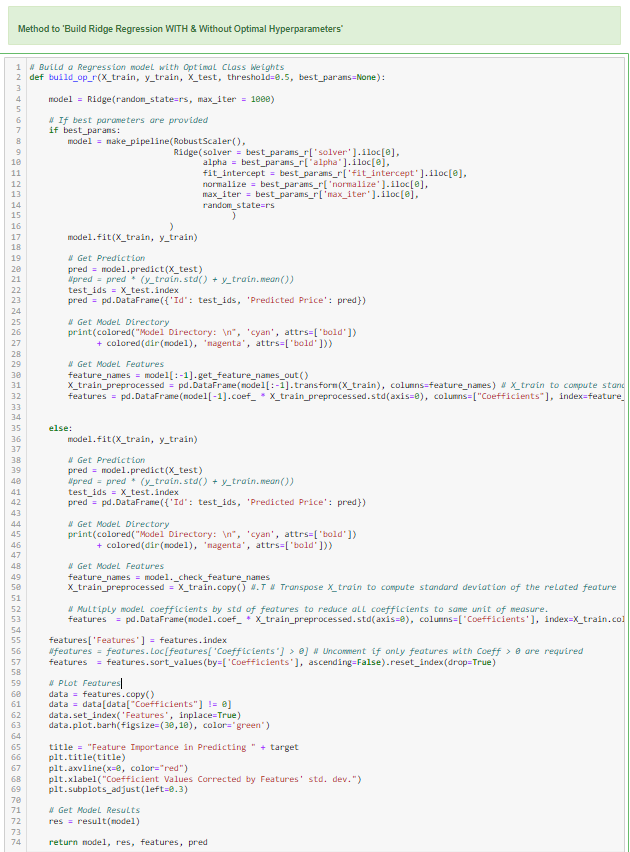 Method to 'Build Ridge Regression WITH & Without Optimal Hyperparameters'
1 # Build a Regression model with Optimal Class Weights
2 def build_op_r(X_train, y_train, X_test, threshold=0.5, best_params=None):
3
4 model = Ridge(random_state=rs, max_iter = 1000)
5
6 # If best parameters are provided
7 if best_params:
8 model = make_pipeline(RobustScaler(),
9 Ridge(solver = best_params_r['solver'].iloc[0],
10 alpha = best_params_r['alpha'].iloc[0],
11 fit_intercept = best_params_r['fit_intercept'].iloc[0],
12 normalize = best_params_r['normalize'].iloc[0],
13 max_iter = best_params_r['max_iter'].iloc[0],
14 random_state=rs
15 )
16 )
17 model.fit(X_train, y_train)
18
19 # Get Prediction
20 pred = model.predict(X_test)
21 #pred = pred * (y_train.std() + y_train.mean())
22 test_ids = X_test.index
23 pred = pd.DataFrame({'Id': test_ids, 'Predicted Price': pred})
24
25 # Get Model Directory
26 print(colored("Model Directory: \n", 'cyan', attrs=['bold'])
27 + colored(dir(model), 'magenta', attrs=['bold']))
28
29 # Get Model Features
30 feature_names = model[:-1].get_feature_names_out()
31 X_train_preprocessed = pd.DataFrame(model[:-1].transform(X_train), columns=feature_names) # X_train to compute stand
32 features = pd.DataFrame(model[-1].coef_ * X_train_preprocessed.std(axis=0), columns=["Coefficients"], index=feature_
33
34
35 else:
36 model.fit(X_train, y_train)
37
38 # Get Prediction
39 pred = model.predict(X_test)
40 #pred = pred * (y_train.std() + y_train.mean())
41 test_ids = X_test.index
42 pred = pd.DataFrame({'Id': test_ids, 'Predicted Price': pred})
43
44 # Get Model Directory
45 print(colored("Model Directory: \n", 'cyan', attrs=['bold'])
46 + colored(dir(model), 'magenta', attrs=['bold']))
47
48 # Get Model Features
49 feature_names = model._check_feature_names
50 X_train_preprocessed = X_train.copy() #.T # Transpose X_train to compute standard deviation of the related feature
51
52 # Multiply model coefficients by std of features to reduce all coefficients to same unit of measure.
53 features = pd.DataFrame(model.coef_ * X_train_preprocessed.std(axis=0), columns=['Coefficients'], index=X_train.col
54
55 features['Features'] = features.index
56 #features = features.loc[features['Coefficients'] > 0] # Uncomment if only features with Coeff > 0 are required
57 features = features.sort_values(by=['Coefficients'], ascending=False).reset_index(drop=True)
58
59 # Plot Features
60 data = features.copy()
61 data = data[data["Coefficients"] != 0]
62 data.set_index('Features', inplace=True)
63 data.plot.barh(figsize=(30,10), color='green')
64
65 title = "Feature Importance in Predicting " + target
66 plt.title(title)
67 plt.axvline(x=0, color="red")
68 plt.xlabel("Coefficient Values Corrected by Features' std. dev.")
69 plt.subplots_adjust(left=0.3)
70
71 # Get Model Results
72 res = result(model)
73
74 return model, res, features, pred